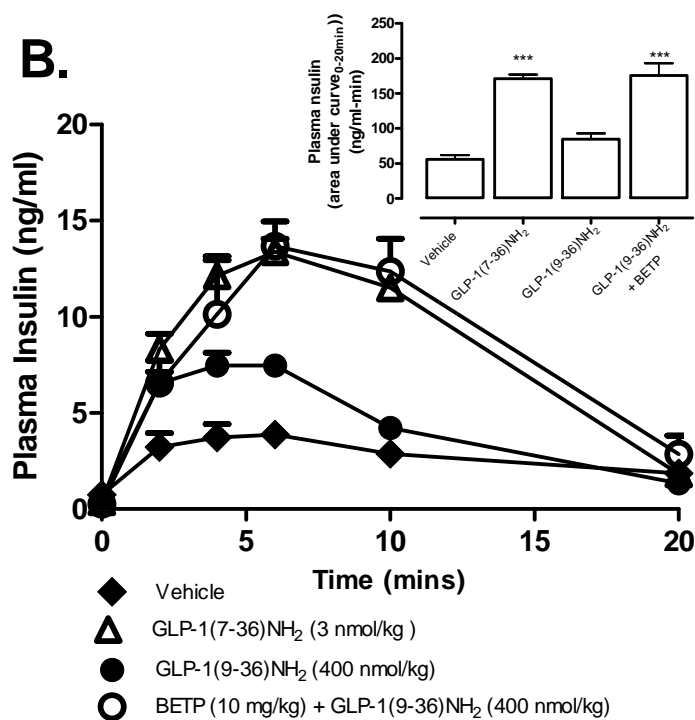 B.
Plasma nsulin
(area under curve0-20min))
(ng/ml-min)
250
200
150
100
50
0
***
***
Vehicle
GLP-1(7-36)NH2
GLP-1(9-36)NH2
GLP-1(9-36)NH2
+ BETP
Plasma Insulin (ng/ml)
20
15
10
5
0
0
5
10
15
20
Time (mins)
Vehicle
GLP-1(7-36)NH2 (3 nmol/kg )
GLP-1(9-36)NH2 (400 nmol/kg)
BETP (10 mg/kg) + GLP-1(9-36)NH2 (400 nmol/kg)